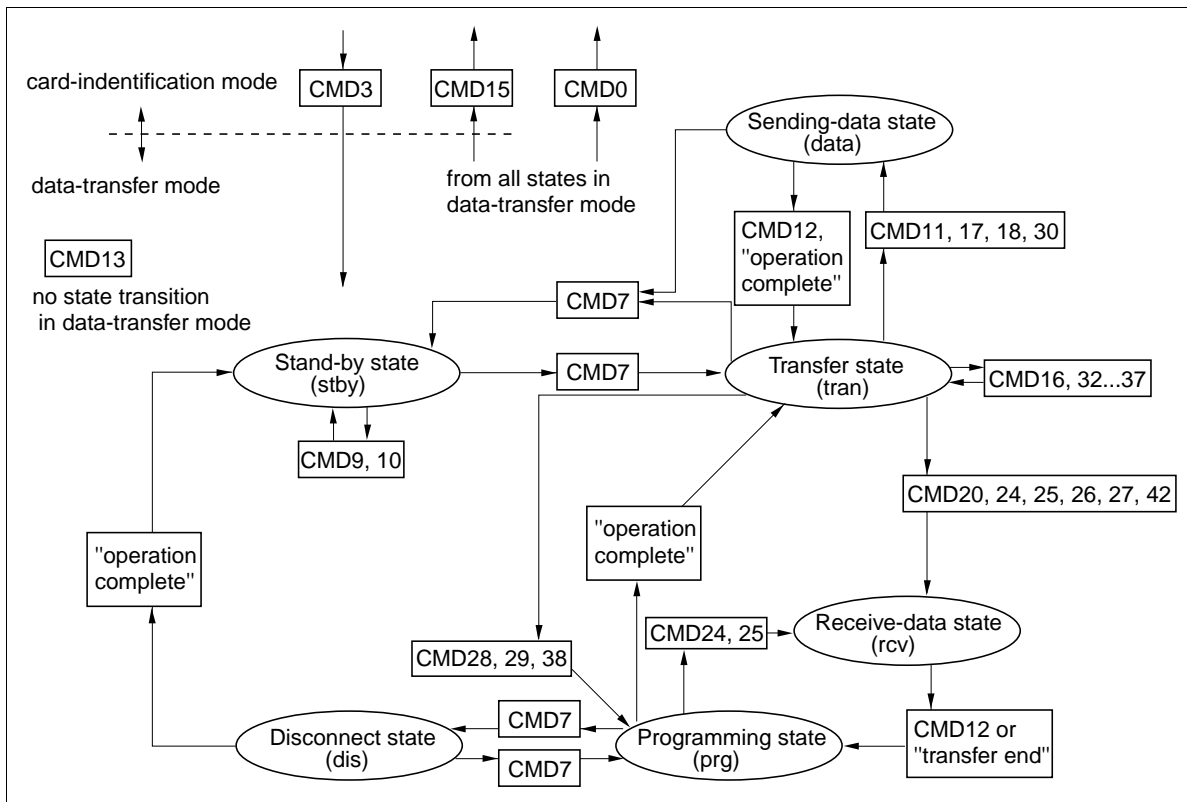 card-indentification mode
CMD3
CMD15
CMD0
data-transfer mode
from all states in
data-transfer mode
Sending-data state
(data)
CMD12,
"operation
complete"
CMD11, 17, 18, 30
CMD13
no state transition
in data-transfer mode
CMD7
Stand-by state
(stby)
CMD7
Transfer state
(tran)
CMD16, 32...37
CMD9, 10
CMD20, 24, 25, 26, 27, 42
"operation
complete"
"operation
complete"
CMD28, 29, 38
CMD24, 25
Receive-data state
(rcv)
CMD7
Disconnect state
(dis)
CMD7
Programming state
(prg)
CMD12 or
"transfer end"